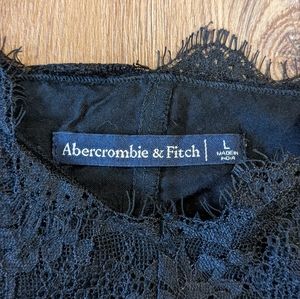 Abercrombie & Fitch
L
MADE IN
INDIA